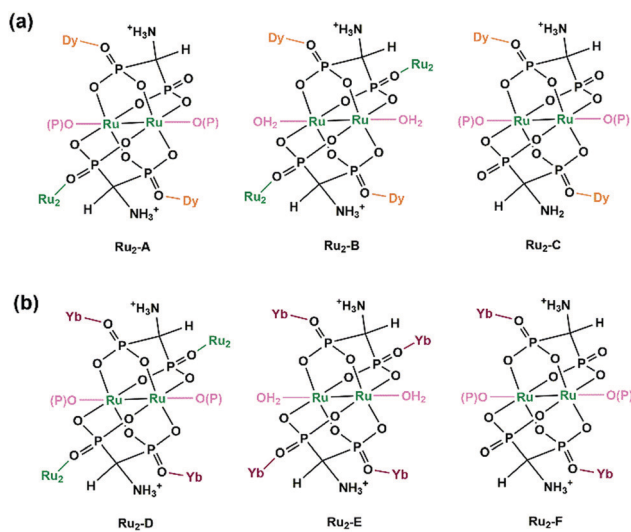 (a)
⁺H₃N
Dy O H
P O
O O P
O O
(P)O Ru Ru O(P)
O O O O
P P
O O
Ru₂ H Dy
NH₃⁺
Ru₂-A
⁺H₃N
Dy O H
P O Ru₂
O O P
O O
OH₂ Ru Ru OH₂
O O O O
P P
O O
Ru₂ H Dy
NH₃⁺
Ru₂-B
⁺H₃N
Dy O H
P O
O O P
O O
(P)O Ru Ru O(P)
O O O O
P P
O O
H Dy
NH₂
Ru₂-C
(b)
⁺H₃N
Yb O H
P O Ru₂
O O P
O O
(P)O Ru Ru O(P)
O O O O
P P
O O
Ru₂ H Yb
NH₃⁺
Ru₂-D
⁺H₃N
Yb O H
P O Yb
O O P
O O
OH₂ Ru Ru OH₂
O O O O
P P
O O
Yb H Yb
NH₃⁺
Ru₂-E
⁺H₃N
Yb O H
P O
O O P
O O
(P)O Ru Ru O(P)
O O O O
P P
O O
H Yb
NH₃⁺
Ru₂-F